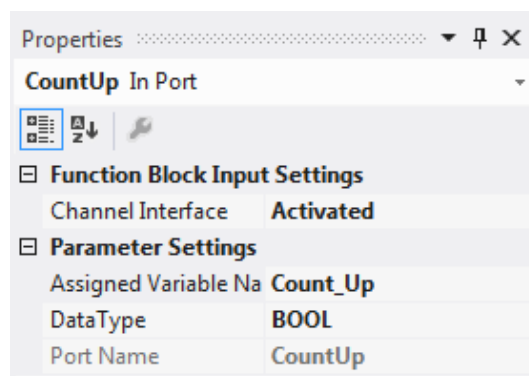 Properties
CountUp In Port
Function Block Input Settings
Channel Interface Activated
Parameter Settings
Assigned Variable Na Count_Up
DataType BOOL
Port Name CountUp